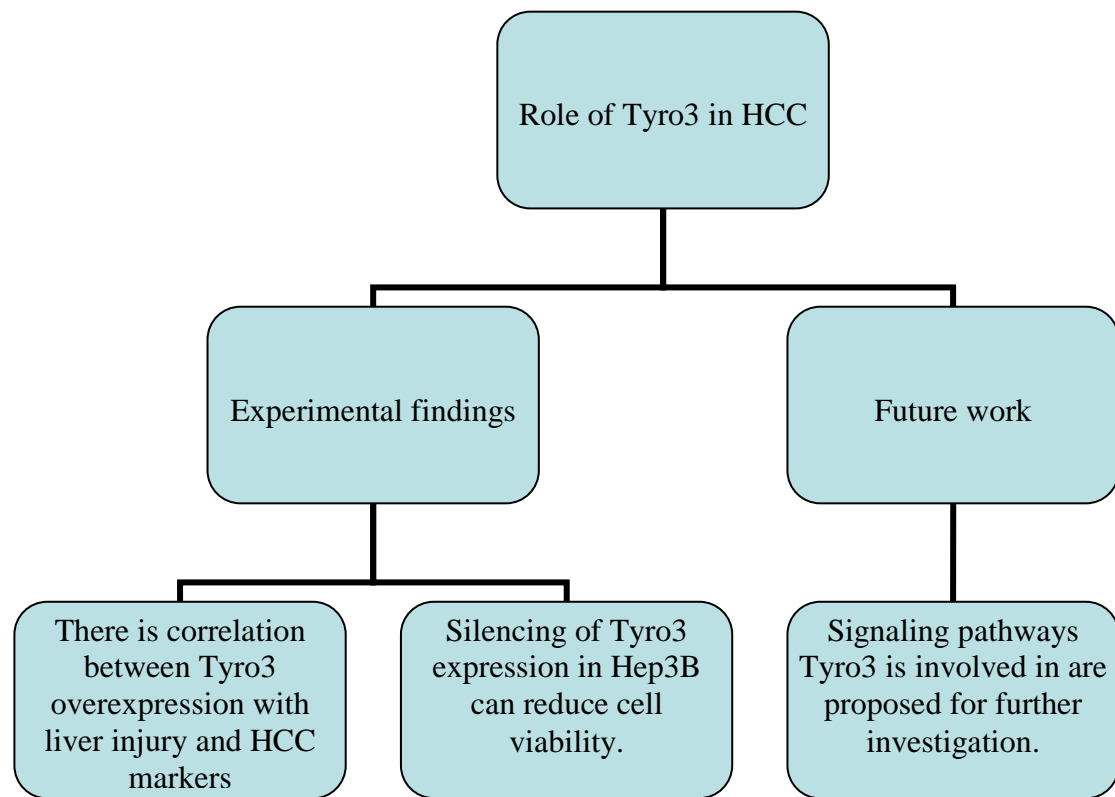 Role of Tyro3 in HCC
Experimental findings
Future work
There is correlation
between Tyro3
overexpression with
liver injury and HCC
markers
Silencing of Tyro3
expression in Hep3B
can reduce cell
viability.
Signaling pathways
Tyro3 is involved in are
proposed for further
investigation.